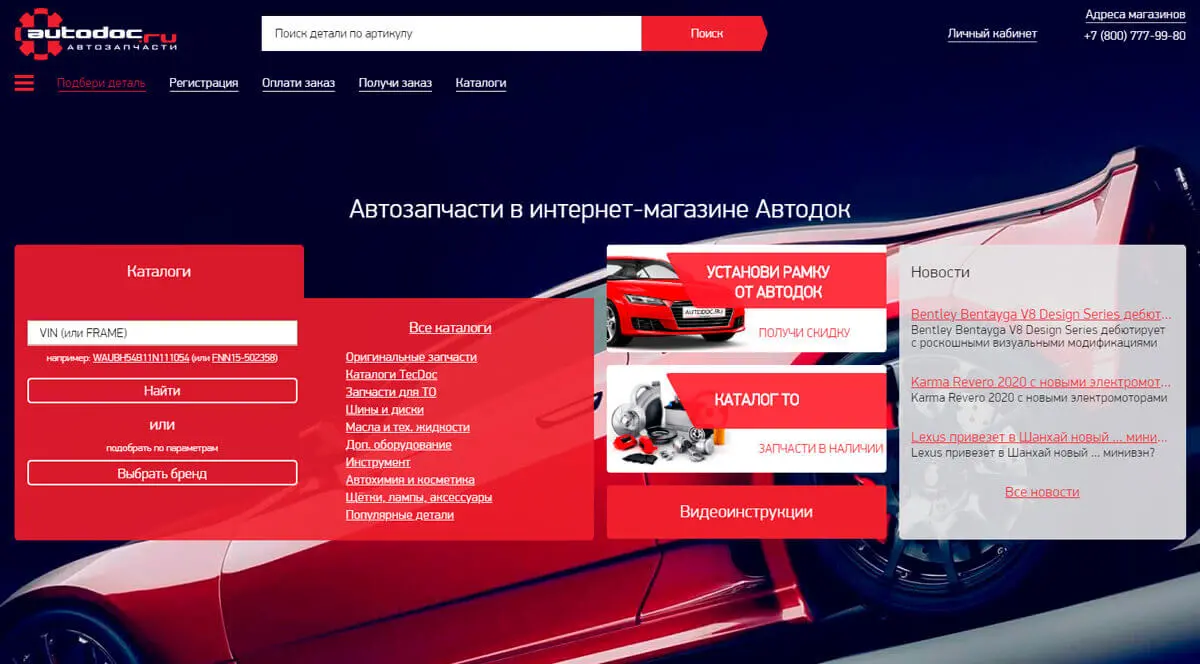 autodoc.ru
АВТОЗАПЧАСТИ
Поиск детали по артикулу
Поиск
Личный кабинет
Адреса магазинов
+7 (800) 777-99-80
Подбери деталь
Регистрация
Оплати заказ
Получи заказ
Каталоги
Автозапчасти в интернет-магазине Автодок
Каталоги
VIN (или FRAME)
например: WAUBH54B11N111054 (или FNN15-502358)
Найти
ИЛИ
подобрать по параметрам
Выбрать бренд
Все каталоги
Оригинальные запчасти
Каталоги TecDoc
Запчасти для ТО
Шины и диски
Масла и тех. жидкости
Доп. оборудование
Инструмент
Автохимия и косметика
Щётки, лампы, аксессуары
Популярные детали
УСТАНОВИ РАМКУ
ОТ АВТОДОК
AUTODOC.RU
ПОЛУЧИ СКИДКУ
КАТАЛОГ ТО
ЗАПЧАСТИ В НАЛИЧИИ
Видеоинструкции
Новости
Bentley Bentayga V8 Design Series дебют...
Bentley Bentayga V8 Design Series дебютирует
с роскошными визуальными модификациями
Karma Revero 2020 с новыми электромот...
Karma Revero 2020 с новыми электромоторами
Lexus привезет в Шанхай новый ... мини...
Lexus привезёт в Шанхай новый ... минивэн?
Все новости